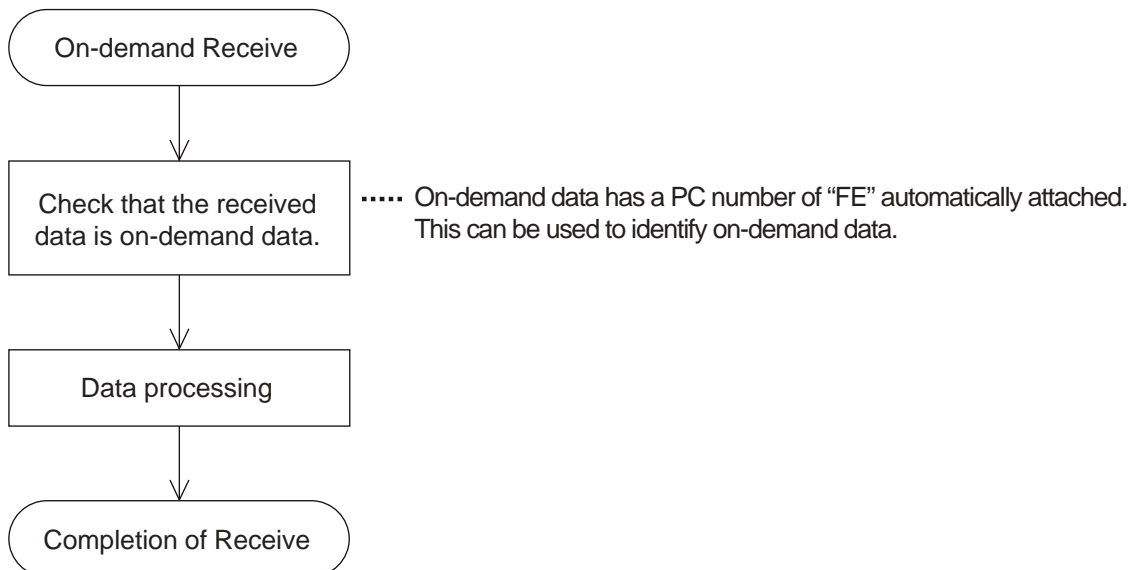 On-demand Receive
Check that the received
data is on-demand data.
On-demand data has a PC number of “FE” automatically attached.
This can be used to identify on-demand data.
Data processing
Completion of Receive